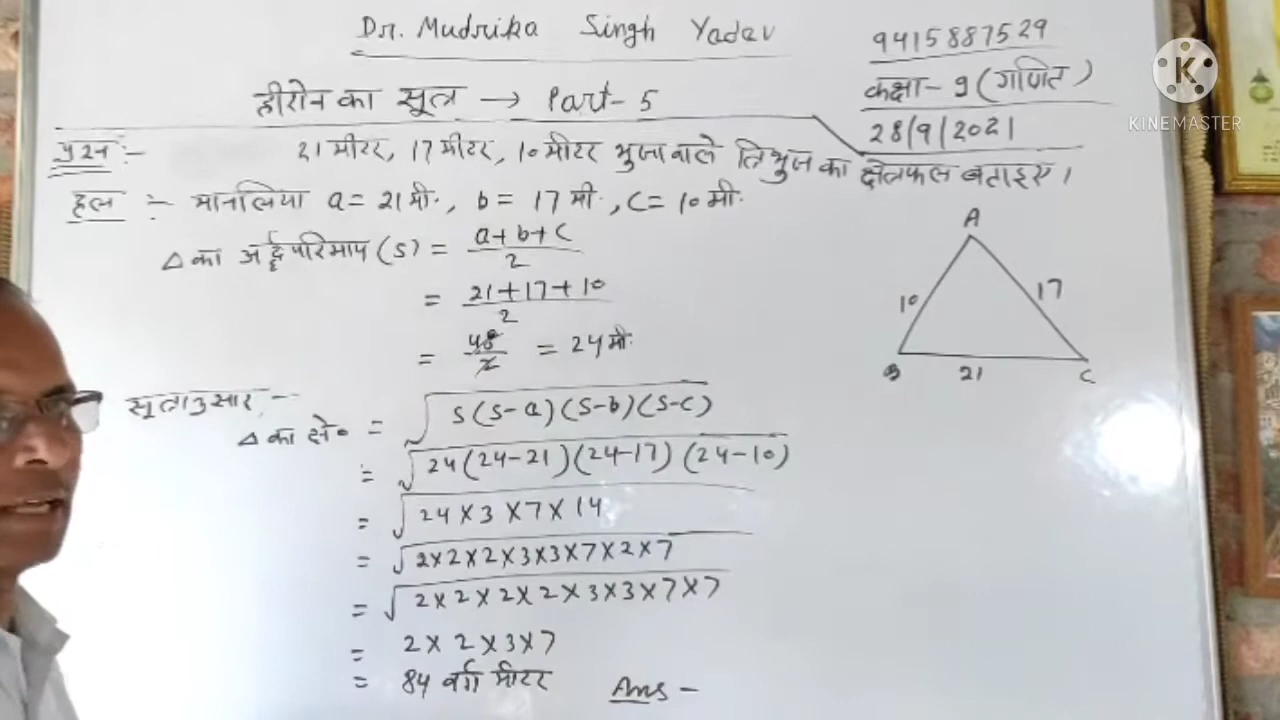 Dr. Mudrika Singh Yadav
9415887529
हीरोन का सूत्र → Part- 5
कक्षा- 9 (गणित)
28/9/2021
KINEMASTER
प्रश्न :- 21 मीटर, 17 मीटर, 10 मीटर भुजा वाले त्रिभुज का क्षेत्रफल बताइए।
हल :- मानलिया a = 21 मी., b = 17 मी., C = 10 मी.
Δ का अर्द्धपरिमाप (S) = a+b+c / 2
= 21+17+10 / 2
= 48 / 2 = 24 मी.
A
10
17
B
21
C
सूत्रानुसार,-
Δ का क्षे० = √S(S-a)(S-b)(S-c)
= √24(24-21)(24-17)(24-10)
= √24×3×7×14
= √2×2×2×3×3×7×2×7
= √2×2×2×2×3×3×7×7
= 2×2×3×7
= 84 वर्ग मीटर Ans -